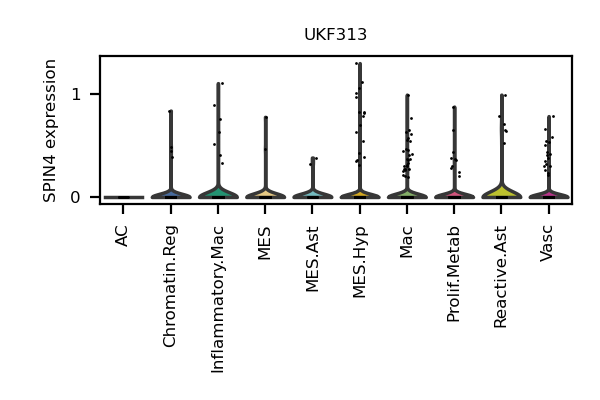 UKF313
SPIN4 expression
1
0
AC
Chromatin.Reg
Inflammatory.Mac
MES
MES.Ast
MES.Hyp
Mac
Prolif.Metab
Reactive.Ast
Vasc